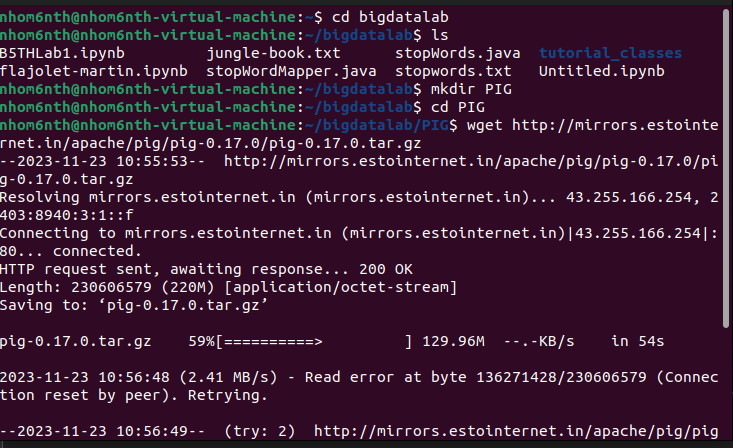 nhom6nth@nhom6nth-virtual-machine:~$ cd bigdatalab
nhom6nth@nhom6nth-virtual-machine:~/bigdatalab$ ls
B5THLab1.ipynb          jungle-book.txt      stopWords.java  tutorial_classes
flajolet-martin.ipynb  stopWordMapper.java  stopwords.txt   Untitled.ipynb
nhom6nth@nhom6nth-virtual-machine:~/bigdatalab$ mkdir PIG
nhom6nth@nhom6nth-virtual-machine:~/bigdatalab$ cd PIG
nhom6nth@nhom6nth-virtual-machine:~/bigdatalab/PIG$ wget http://mirrors.estointe
rnet.in/apache/pig/pig-0.17.0/pig-0.17.0.tar.gz
--2023-11-23 10:55:53--  http://mirrors.estointernet.in/apache/pig/pig-0.17.0/pi
g-0.17.0.tar.gz
Resolving mirrors.estointernet.in (mirrors.estointernet.in)... 43.255.166.254, 2
403:8940:3:1::f
Connecting to mirrors.estointernet.in (mirrors.estointernet.in)|43.255.166.254|:
80... connected.
HTTP request sent, awaiting response... 200 OK
Length: 230606579 (220M) [application/octet-stream]
Saving to: ‘pig-0.17.0.tar.gz’
pig-0.17.0.tar.gz    59%[==========>         ] 129.96M  --.-KB/s    in 54s
2023-11-23 10:56:48 (2.41 MB/s) - Read error at byte 136271428/230606579 (Connec
tion reset by peer). Retrying.
--2023-11-23 10:56:49--  (try: 2)  http://mirrors.estointernet.in/apache/pig/pig